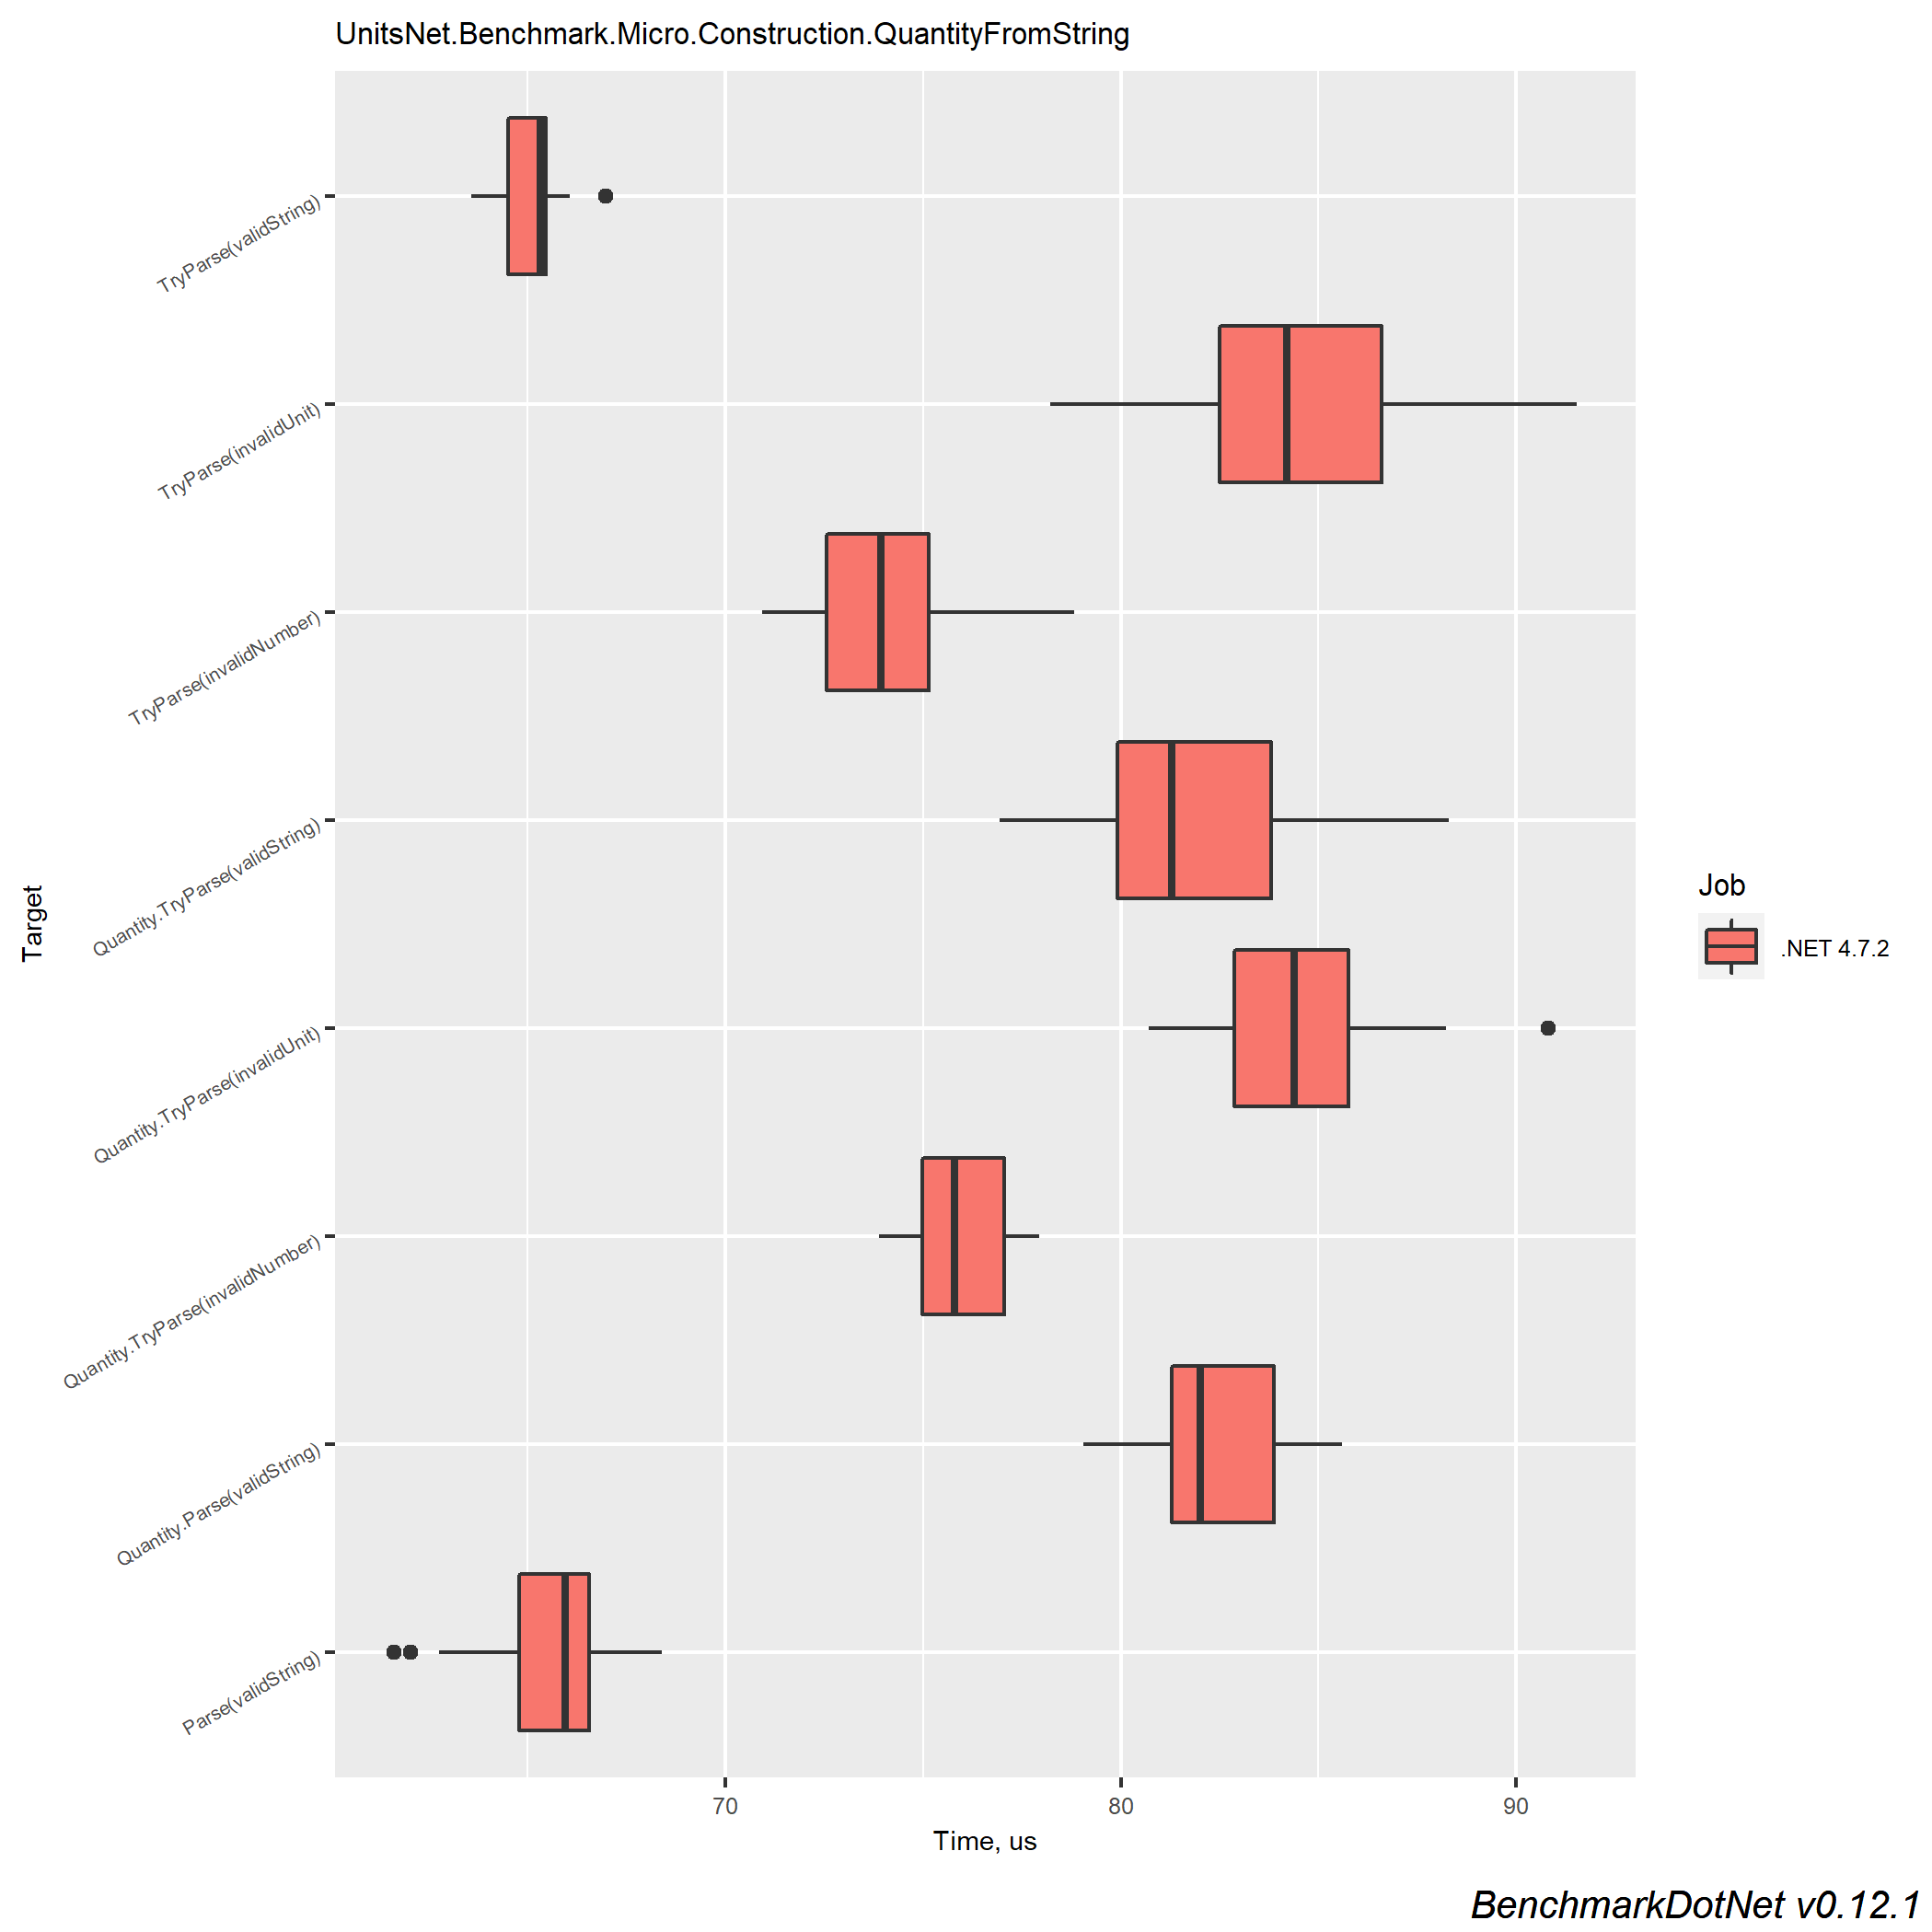 UnitsNet.Benchmark.Micro.Construction.QuantityFromString
TryParse(validString)
TryParse(invalidUnit)
TryParse(invalidNumber)
Quantity.TryParse(validString)
Quantity.TryParse(invalidUnit)
Quantity.TryParse(invalidNumber)
Quantity.Parse(validString)
Parse(validString)
Target
Job
.NET 4.7.2
70 80 90
Time, us
BenchmarkDotNet v0.12.1